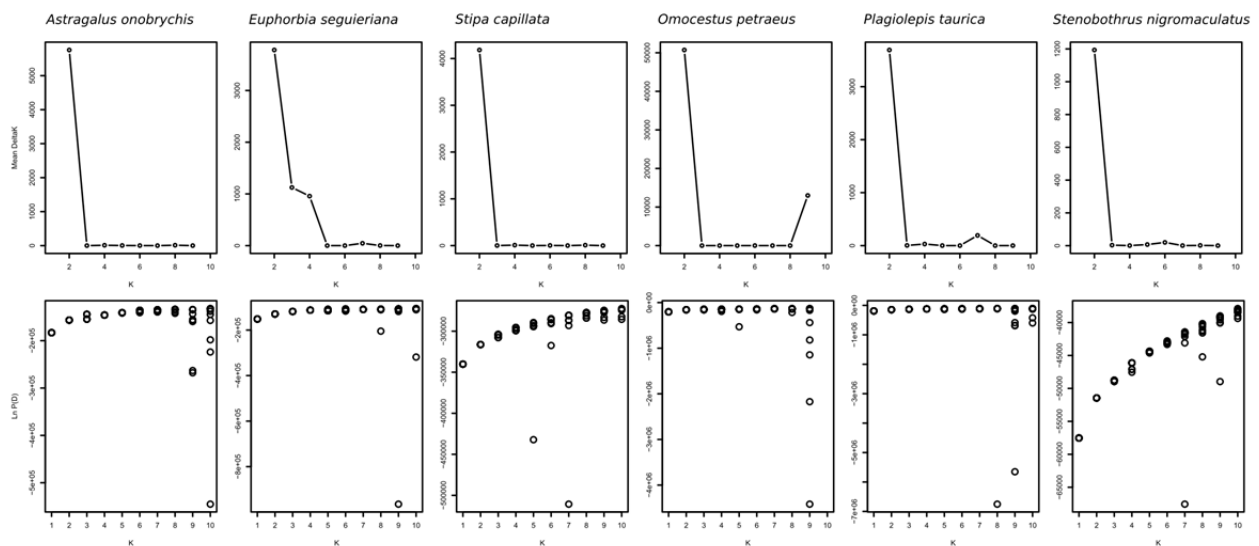 Astragalus onobrychis Euphorbia seguieriana Stipa capillata Omocestus petraeus Plagiolepis taurica Stenobothrus nigromaculatus
Mean DeltaK
0 1000 2000 3000 4000 5000
2 4 6 8 10
K
0 1000 2000 3000
2 4 6 8 10
K
0 1000 2000 3000 4000
2 4 6 8 10
K
0 10000 20000 30000 40000 50000
2 4 6 8 10
K
0 1000 2000 3000
2 4 6 8 10
K
0 200 400 600 800 1000 1200
2 4 6 8 10
K
Ln P(D)
−5e+05 −4e+05 −3e+05 −2e+05
1 2 3 4 5 6 7 8 9 10
K
−8e+05 −6e+05 −4e+05 −2e+05
1 2 3 4 5 6 7 8 9 10
K
−500000 −450000 −400000 −350000 −300000
1 2 3 4 5 6 7 8 9 10
K
−4e+06 −3e+06 −2e+06 −1e+06 0e+00
1 2 3 4 5 6 7 8 9 10
K
−7e+06 −5e+06 −3e+06 −1e+06 0e+00
1 2 3 4 5 6 7 8 9 10
K
−65000 −60000 −55000 −50000 −45000 −40000
1 2 3 4 5 6 7 8 9 10
K